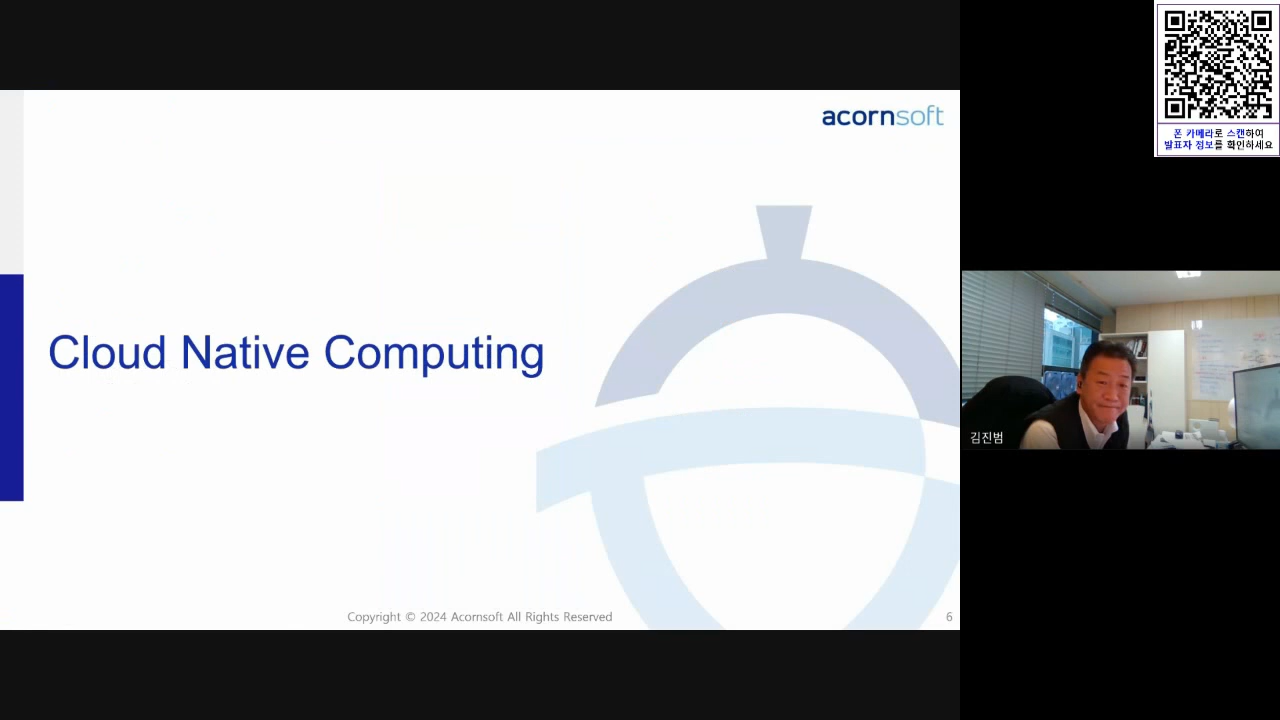 acornsoft
Cloud Native Computing
Copyright © 2024 Acornsoft All Rights Reserved
6
폰 카메라로 스캔하여
발표자 정보를 확인하세요
김진범